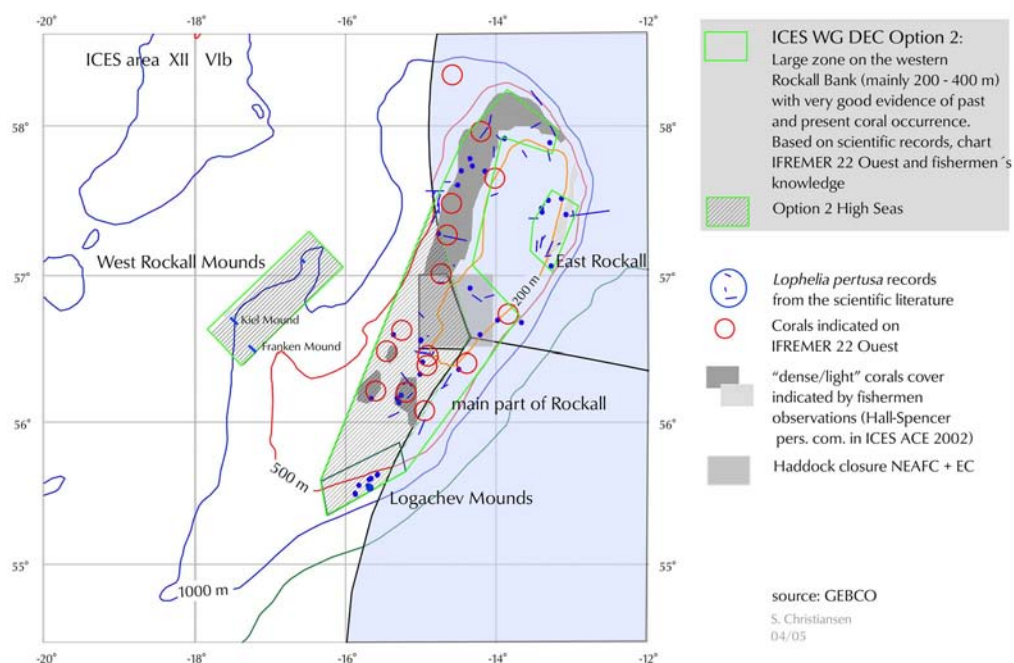 -20° -18° -16° -14° -12°
ICES area XII VIb
58° 58°
West Rockall Mounds
57° 57°
East Rockall
200 m
Kiel Mound
Franken Mound
main part of Rockall
56° 56°
500 m
Logachev Mounds
55° 55°
1000 m
-20° -18° -16° -14° -12°
ICES WG DEC Option 2:
Large zone on the western
Rockall Bank (mainly 200 - 400 m)
with very good evidence of past
and present coral occurrence.
Based on scientific records, chart
IFREMER 22 Ouest and fishermen´s
knowledge
Option 2 High Seas
Lophelia pertusa records
from the scientific literature
Corals indicated on
IFREMER 22 Ouest
“dense/light” corals cover
indicated by fishermen
observations (Hall-Spencer
pers. com. in ICES ACE 2002)
Haddock closure NEAFC + EC
source: GEBCO
S. Christiansen
04/05